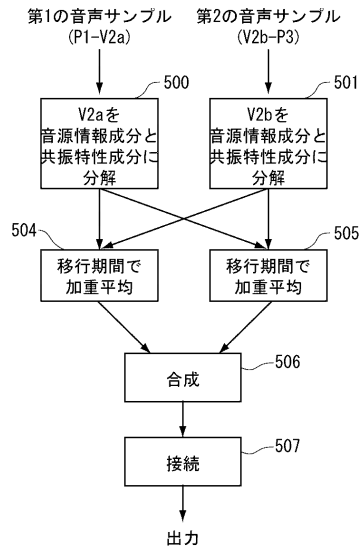 第1の音声サンプル
(P1-V2a)
第2の音声サンプル
(V2b-P3)
500
V2aを
音源情報成分と
共振特性成分に
分解
501
V2bを
音源情報成分と
共振特性成分に
分解
504
移行期間で
加重平均
505
移行期間で
加重平均
506
合成
507
接続
出力